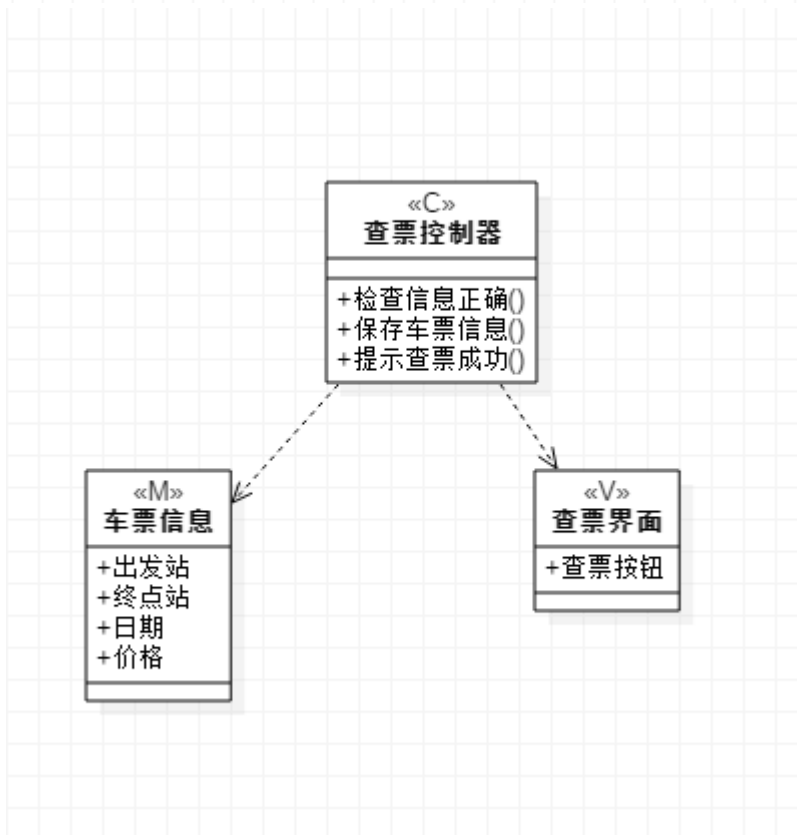 «C»
查票控制器
+检查信息正确()
+保存车票信息()
+提示查票成功()
«M»
车票信息
+出发站
+终点站
+日期
+价格
«V»
查票界面
+查票按钮